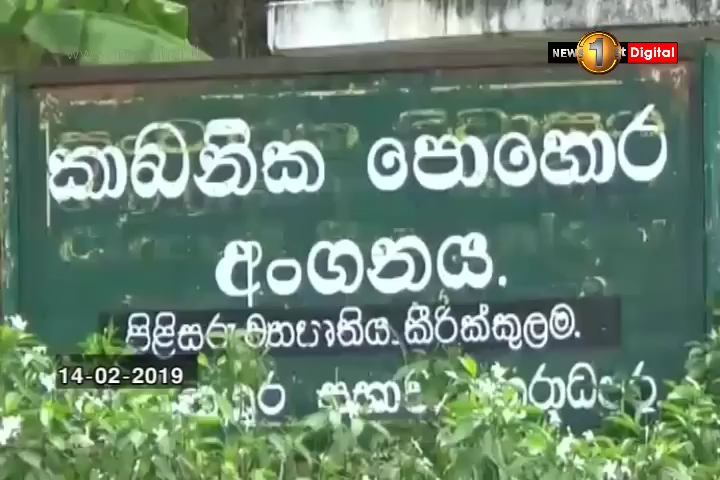 NEWS 1st Digital
කාබනික පොහොර
අංගනය.
පිළිසරු ව්‍යාපෘතිය. කීරික්කුලම.
14-02-2019